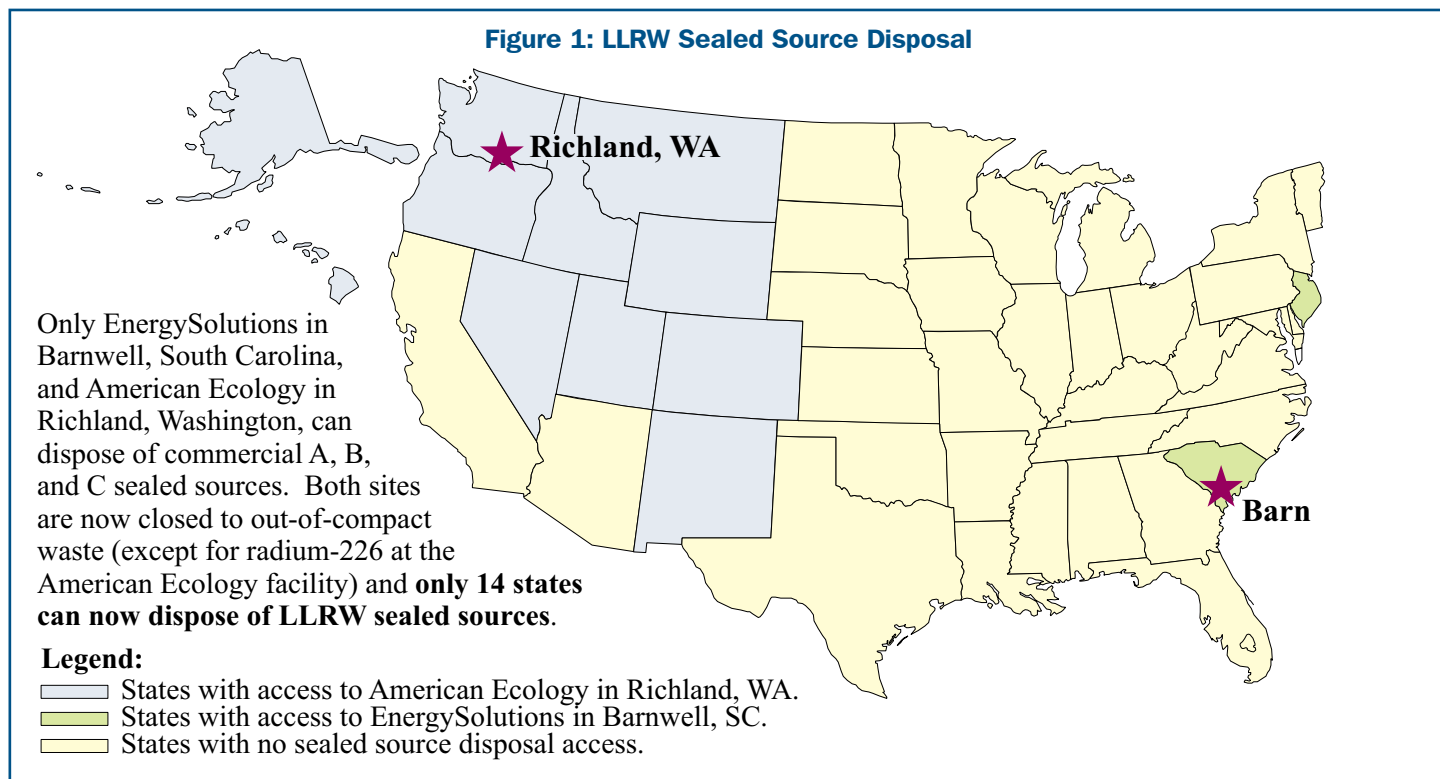 Figure 1: LLRW Sealed Source Disposal
Richland, WA
Only EnergySolutions in
Barnwell, South Carolina,
and American Ecology in
Richland, Washington, can
dispose of commercial A, B,
and C sealed sources. Both sites
are now closed to out-of-compact
waste (except for radium-226 at the
American Ecology facility) and only 14 states
can now dispose of LLRW sealed sources.
Barn
Legend:
States with access to American Ecology in Richland, WA.
States with access to EnergySolutions in Barnwell, SC.
States with no sealed source disposal access.